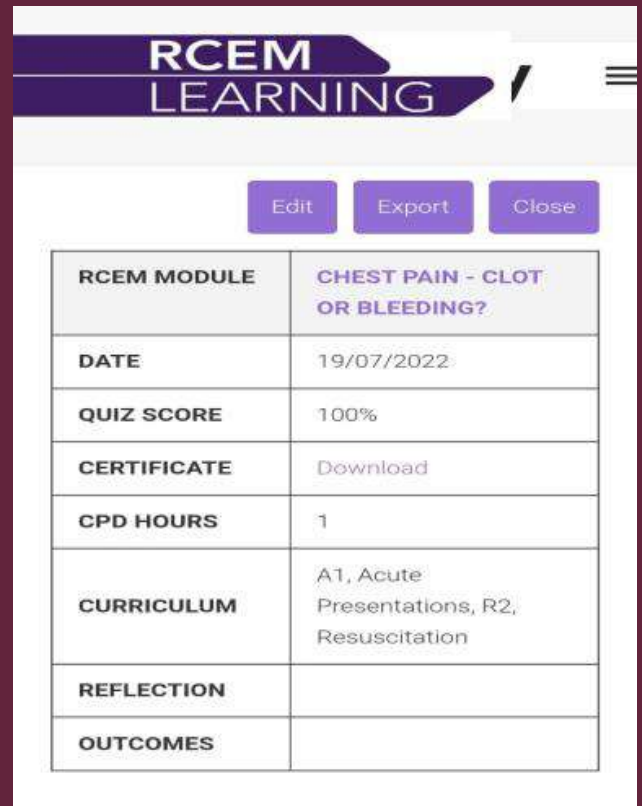 RCEM
LEARNING
Edit Export Close
RCEM MODULE CHEST PAIN - CLOT
OR BLEEDING?
DATE 19/07/2022
QUIZ SCORE 100%
CERTIFICATE Download
CPD HOURS 1
A1, Acute
CURRICULUM Presentations, R2,
Resuscitation
REFLECTION
OUTCOMES